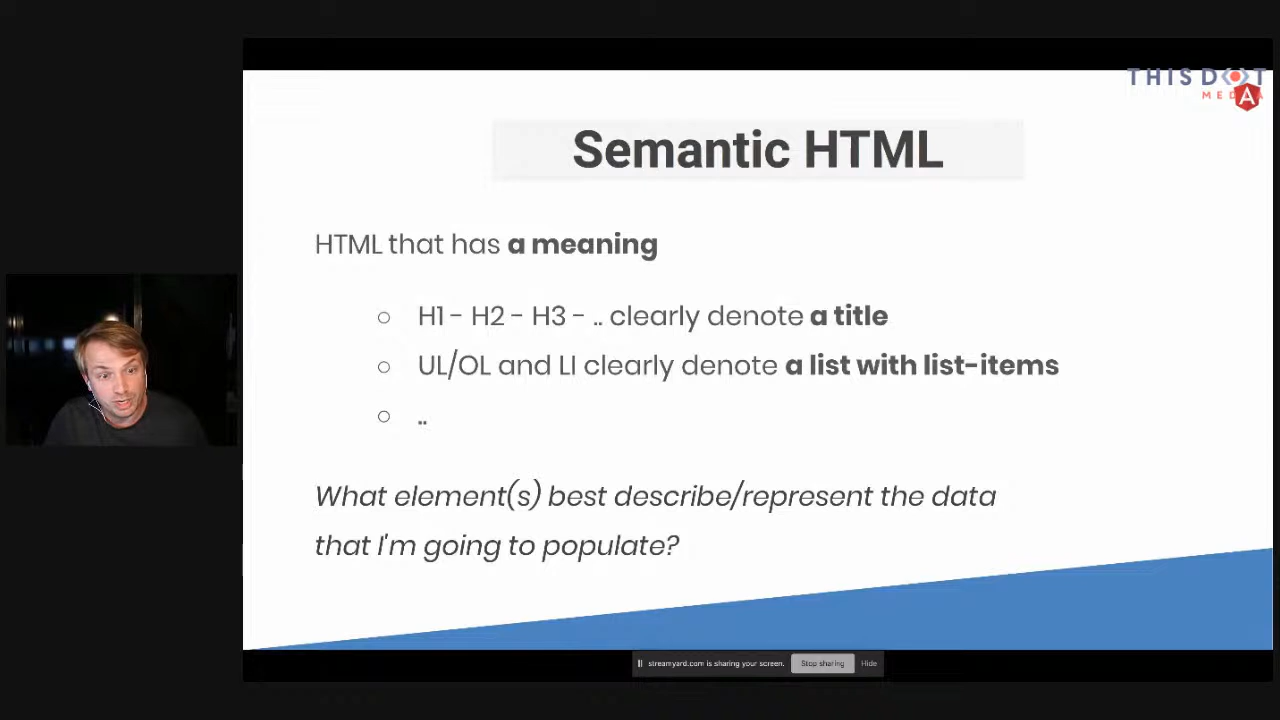 THIS DOT
MEDIA
A
Semantic HTML
HTML that has a meaning
H1 - H2 - H3 - .. clearly denote a title
UL/OL and LI clearly denote a list with list-items
..
What element(s) best describe/represent the data
that I'm going to populate?
streamyard.com is sharing your screen. Stop sharing Hide